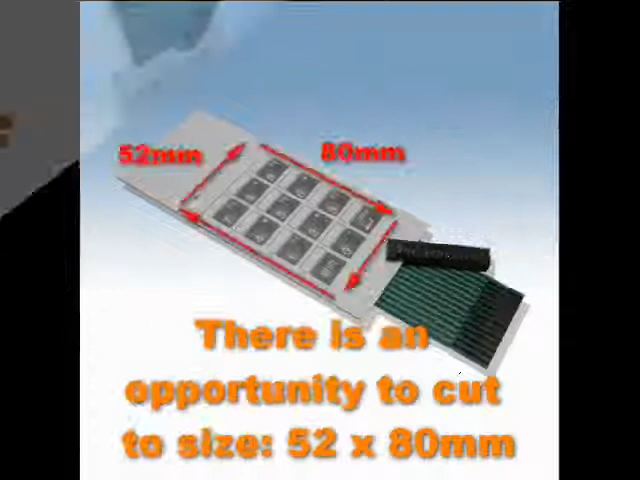 52mm
80mm
There is an
opportunity to cut
to size: 52 x 80mm